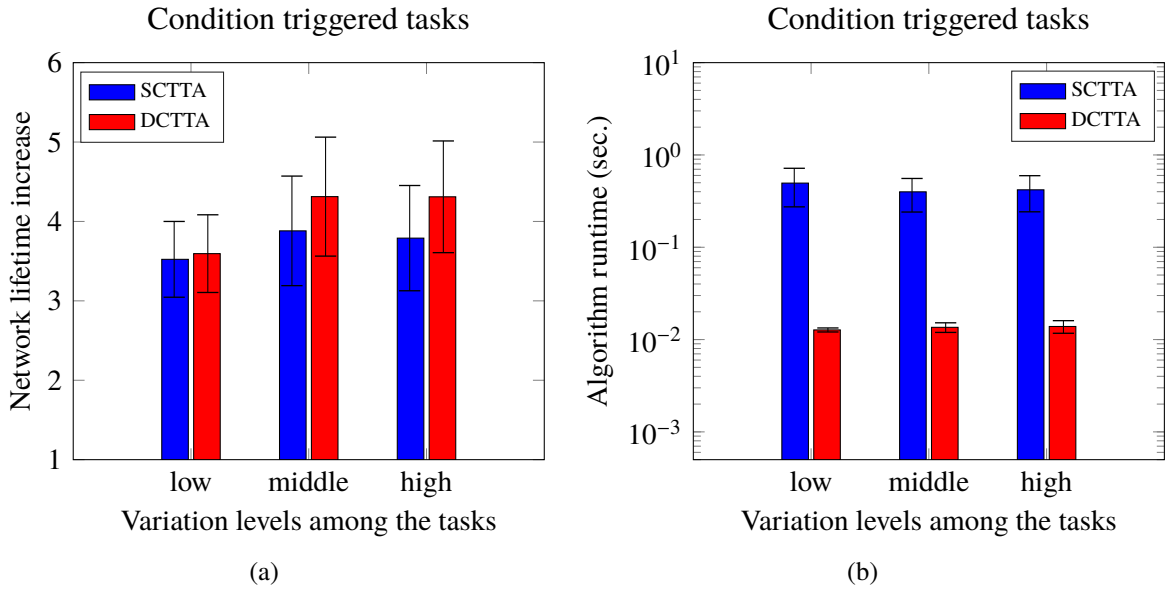 Condition triggered tasks
Network lifetime increase
6
5
4
3
2
1
SCTTA
DCTTA
low middle high
Variation levels among the tasks
(a)
Condition triggered tasks
Algorithm runtime (sec.)
10^1
10^0
10^−1
10^−2
10^−3
SCTTA
DCTTA
low middle high
Variation levels among the tasks
(b)